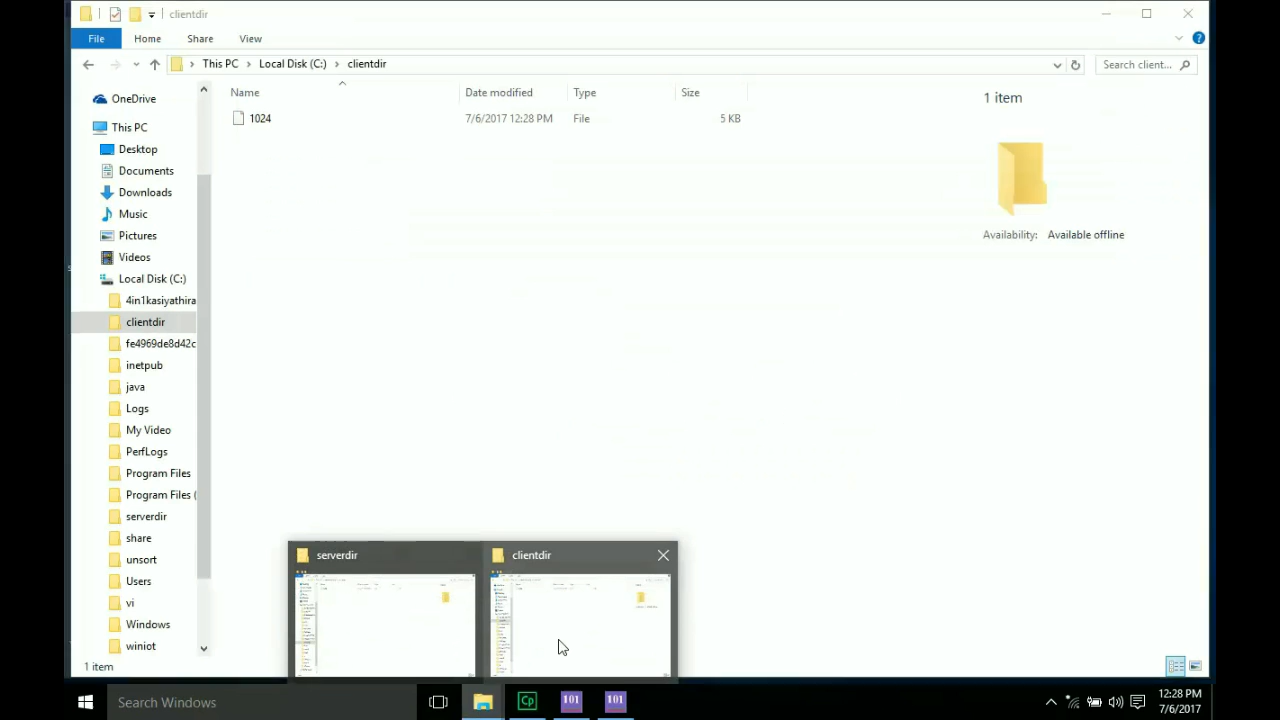 clientdir
File Home Share View
This PC Local Disk (C:) clientdir Search client...
Name Date modified Type Size
1024 7/6/2017 12:28 PM File 5 KB
1 item
Availability: Available offline
OneDrive
This PC
Desktop
Documents
Downloads
Music
Pictures
Videos
Local Disk (C:)
4in1kasiyathira
clientdir
fe4969de8d42c
inetpub
java
Logs
My Video
PerfLogs
Program Files
Program Files (
serverdir
share
unsort
Users
vi
Windows
winiot
1 item
serverdir clientdir
Search Windows
Cp 101 101
12:28 PM
7/6/2017